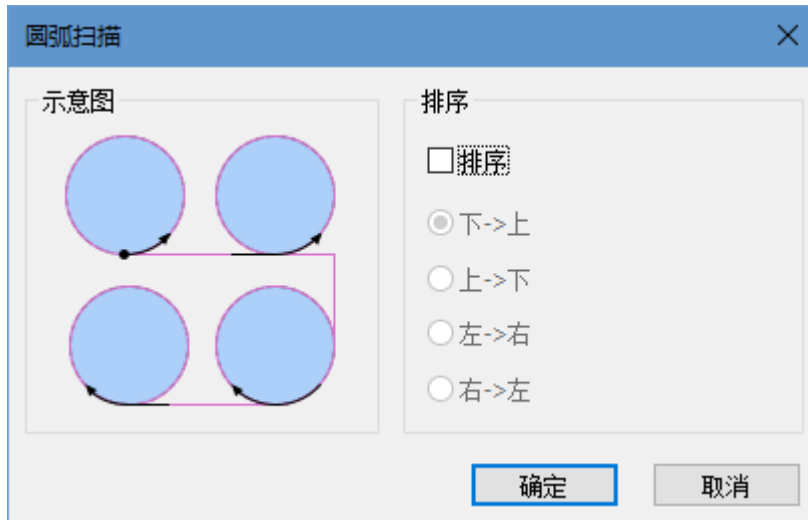 圆弧扫描
示意图
排序
排序
下->上
上->下
左->右
右->左
确定
取消